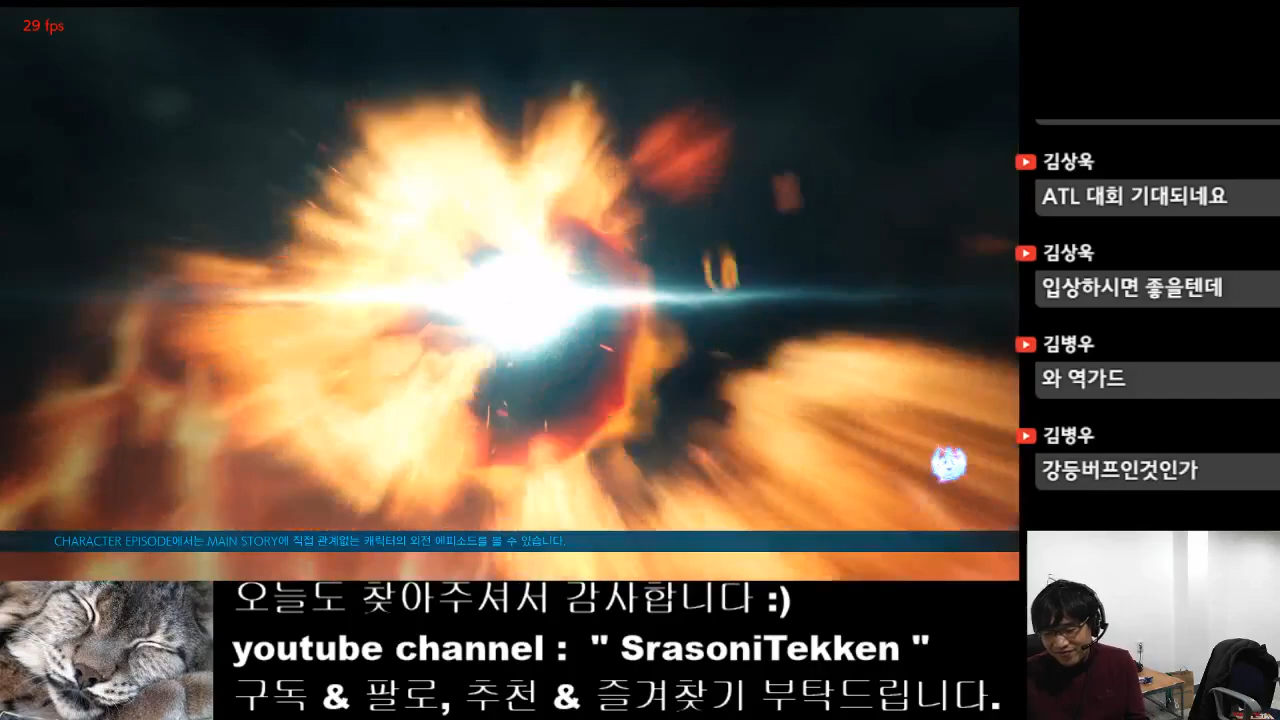 29 fps
김상욱
ATL 대회 기대되네요
김상욱
입상하시면 좋을텐데
김병우
와 역가드
김병우
강등버프인것인가
CHARACTER EPISODE에서는 MAIN STORY에 직접 관계없는 캐릭터의 외전 에피소드를 볼 수 있습니다.
오늘도 찾아주셔서 감사합니다 :)
youtube channel : " SrasoniTekken "
구독 & 팔로, 추천 & 즐겨찾기 부탁드립니다.